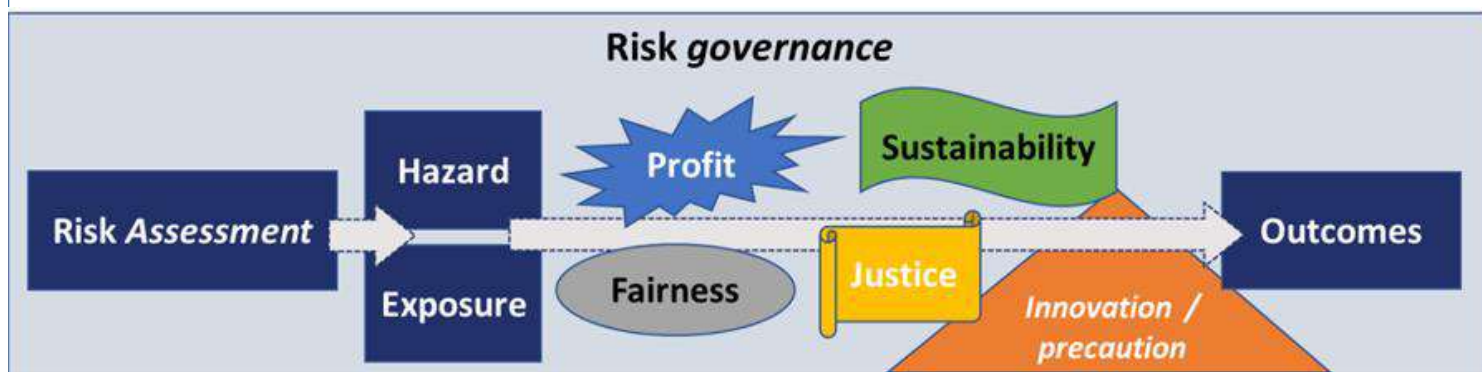 Risk governance
Risk Assessment
Hazard
Exposure
Profit
Fairness
Sustainability
Justice
Innovation /
precaution
Outcomes